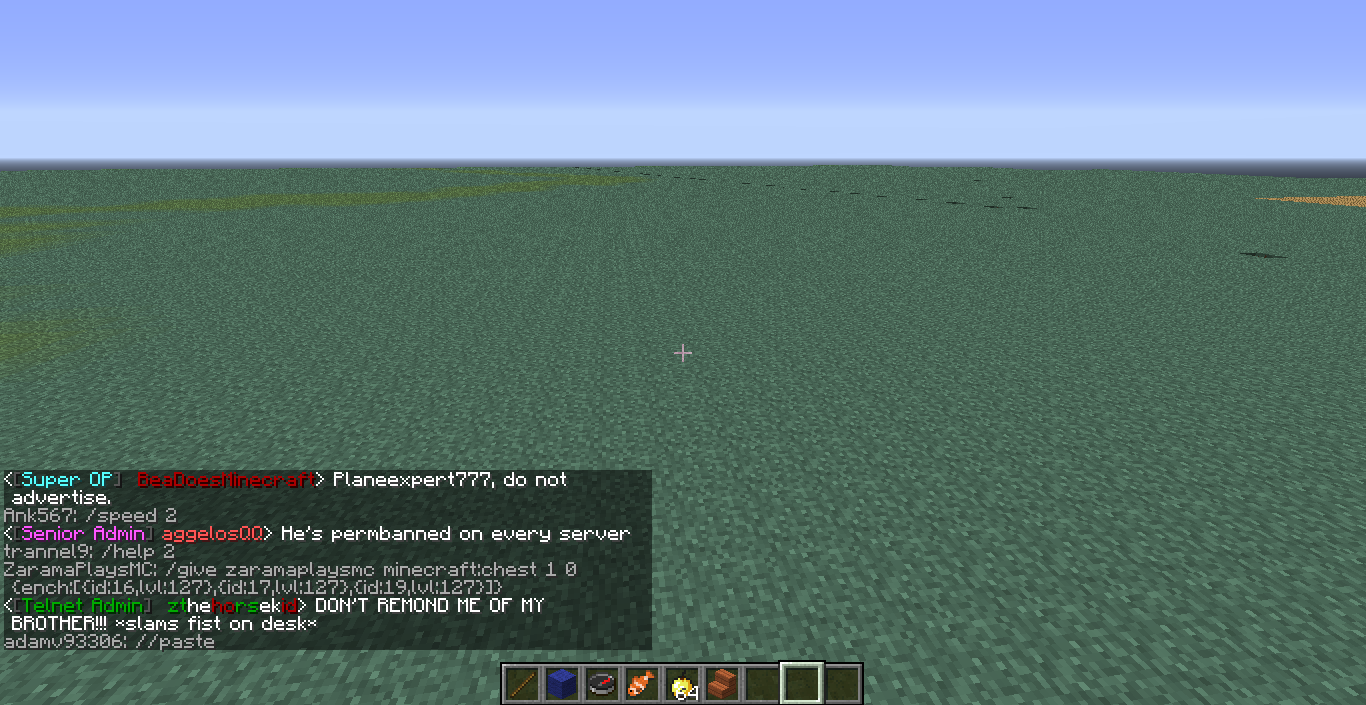 <[Super OP] BeaDoesMinecraft> Planeexpert777, do not
advertise.
Ank567: /speed 2
<[Senior Admin] aggelosQQ> He's permbanned on every server
trannel9: /help 2
ZaramaPlaysMC: /give zaramaplaysmc minecraft:chest 1 0
{ench:[{id:16,lvl:127},{id:17,lvl:127},{id:19,lvl:127}]}
<[Telnet Admin] zthehorsekid> DON'T REMOND ME OF MY
BROTHER!!! *slams fist on desk*
adamv93306: //paste
64